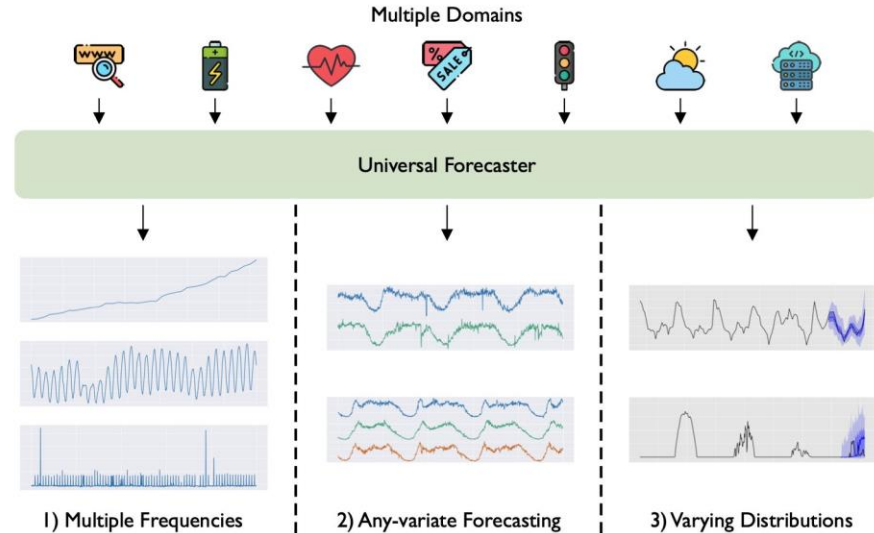 Multiple Domains
www
%
SALE
</>
Universal Forecaster
1) Multiple Frequencies
2) Any-variate Forecasting
3) Varying Distributions